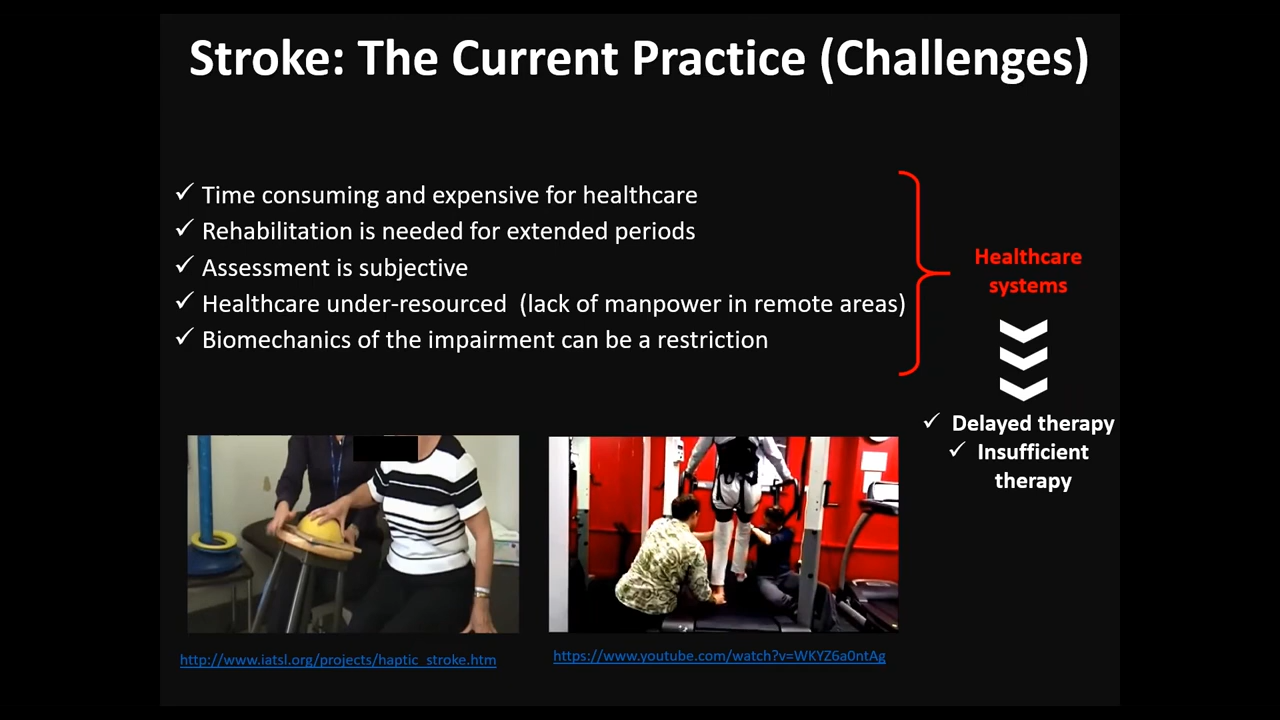 Stroke: The Current Practice (Challenges)
✓ Time consuming and expensive for healthcare
✓ Rehabilitation is needed for extended periods
✓ Assessment is subjective
✓ Healthcare under-resourced  (lack of manpower in remote areas)
✓ Biomechanics of the impairment can be a restriction
Healthcare
systems
✓ Delayed therapy
✓ Insufficient
therapy
http://www.iatsl.org/projects/haptic_stroke.htm
https://www.youtube.com/watch?v=WKYZ6a0ntAg